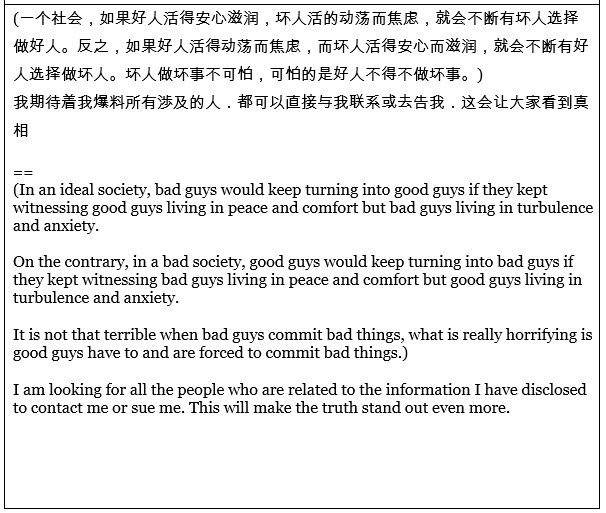 (一个社会，如果好人活得安心滋润，坏人活的动荡而焦虑，就会不断有坏人选择
做好人。反之，如果好人活得动荡而焦虑，而坏人活得安心而滋润，就会不断有好
人选择做坏人。坏人做坏事不可怕，可怕的是好人不得不做坏事。)
我期待着我爆料所有涉及的人．都可以直接与我联系或去告我．这会让大家看到真
相
==
(In an ideal society, bad guys would keep turning into good guys if they kept
witnessing good guys living in peace and comfort but bad guys living in turbulence
and anxiety.
On the contrary, in a bad society, good guys would keep turning into bad guys if
they kept witnessing bad guys living in peace and comfort but good guys living in
turbulence and anxiety.
It is not that terrible when bad guys commit bad things, what is really horrifying is
good guys have to and are forced to commit bad things.)
I am looking for all the people who are related to the information I have disclosed
to contact me or sue me. This will make the truth stand out even more.